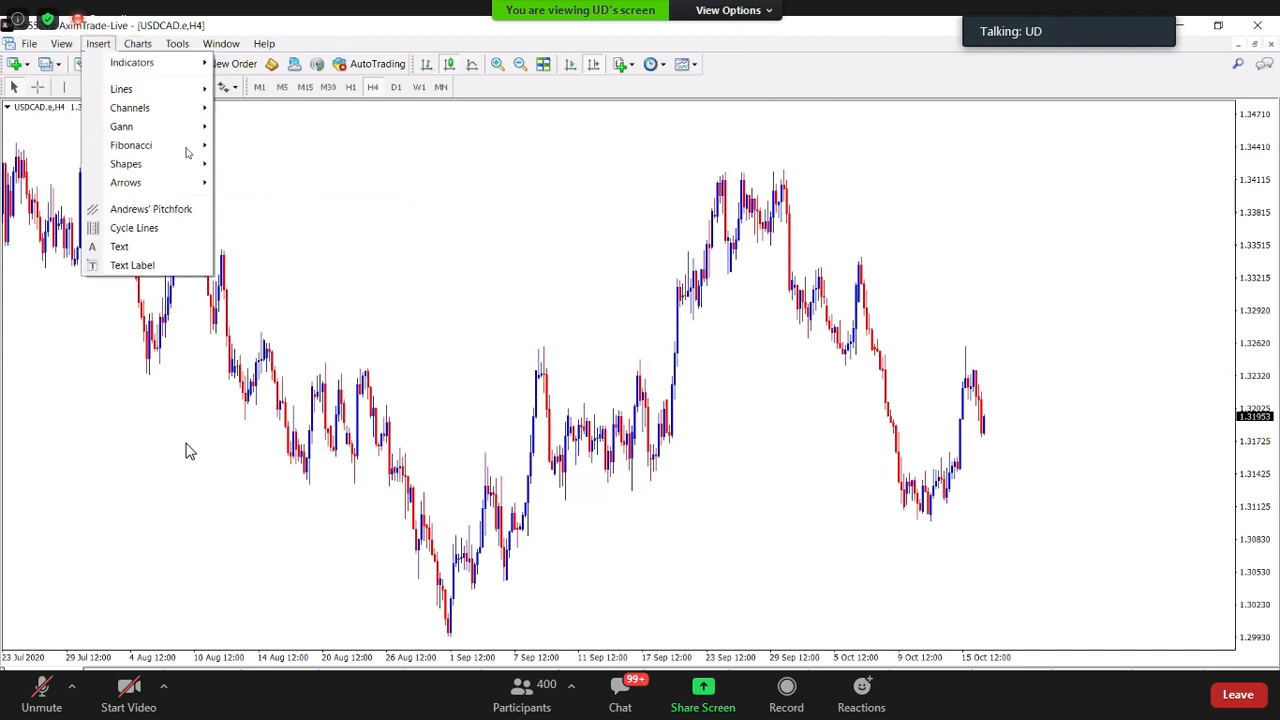 You are viewing UD's screen
View Options
Talking: UD
AximTrade-Live - [USDCAD.e,H4]
File View Insert Charts Tools Window Help
New Order AutoTrading
M1 M5 M15 M30 H1 H4 D1 W1 MN
USDCAD.e,H4
Indicators
Lines
Channels
Gann
Fibonacci
Shapes
Arrows
Andrews' Pitchfork
Cycle Lines
A Text
T Text Label
1.34710
1.34410
1.34115
1.33815
1.33515
1.33215
1.32920
1.32620
1.32320
1.32025
1.31953
1.31725
1.31425
1.31125
1.30830
1.30530
1.30230
1.29930
23 Jul 2020 29 Jul 12:00 4 Aug 12:00 10 Aug 12:00 14 Aug 12:00 20 Aug 12:00 26 Aug 12:00 1 Sep 12:00 7 Sep 12:00 11 Sep 12:00 17 Sep 12:00 23 Sep 12:00 29 Sep 12:00 5 Oct 12:00 9 Oct 12:00 15 Oct 12:00
400
99+
Unmute Start Video Participants Chat Share Screen Record Reactions Leave